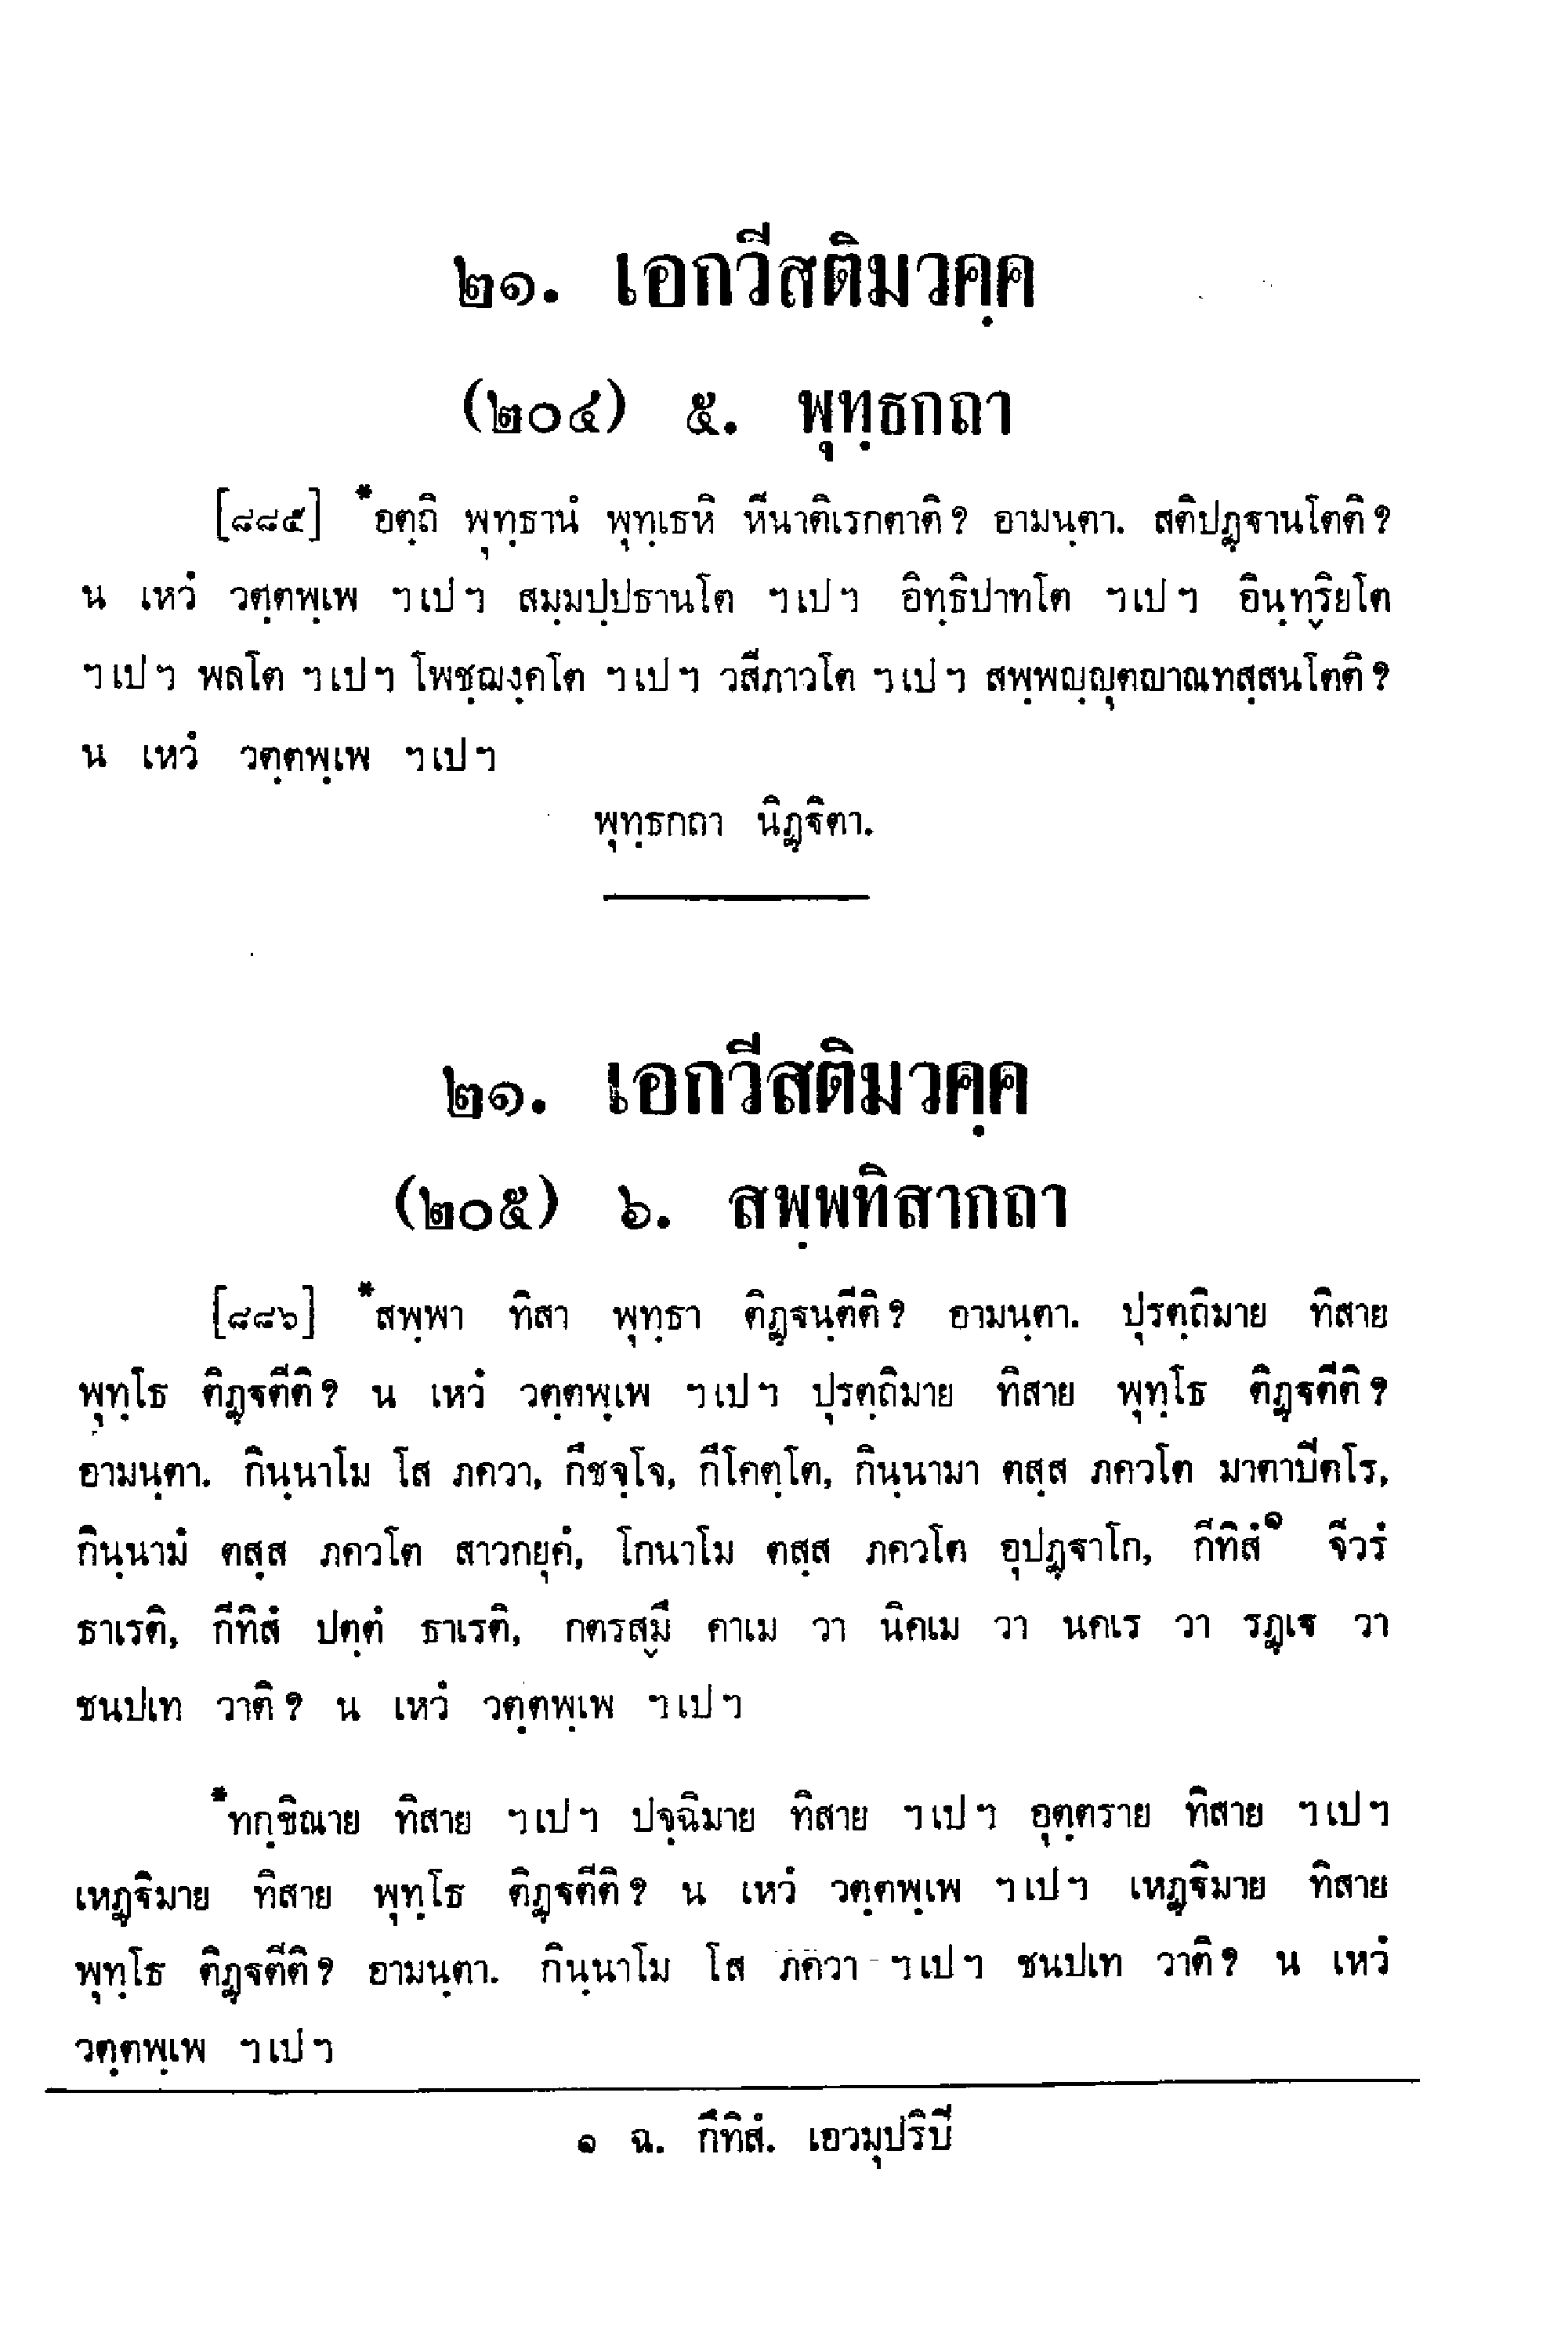 ๒๑. เอกวีสติมวคฺค
(๒๐๔) ๕. พุทฺธกถา
[๘๘๕] *อตฺถิ พุทฺธานํ พุทฺเธหิ หีนาติเรกตาติ? อามนฺตา. สติปฏฺฐานโตติ?
น เหวํ วตฺตพฺเพ ฯเปฯ สมฺมปฺปธานโต ฯเปฯ อิทฺธิปาทโต ฯเปฯ อินฺทฺริยโต
ฯเปฯ พลโต ฯเปฯ โพชฺฌงฺคโต ฯเปฯ วสีภาวโต ฯเปฯ สพฺพญฺญุตญาณทสฺสนโตติ?
น เหวํ วตฺตพฺเพ ฯเปฯ
พุทฺธกถา นิฏฺฐิตา.
๒๑. เอกวีสติมวคฺค
(๒๐๕) ๖. สพฺพทิสากถา
[๘๘๖] *สพฺพา ทิสา พุทฺธา ติฏฺฐนฺตีติ? อามนฺตา. ปุรตฺถิมาย ทิสาย
พุทฺโธ ติฏฺฐตีติ? น เหวํ วตฺตพฺเพ ฯเปฯ ปุรตฺถิมาย ทิสาย พุทฺโธ ติฏฺฐตีติ?
อามนฺตา. กินฺนาโม โส ภควา, กึชจฺโจ, กึโคตฺโต, กินฺนามา ตสฺส ภควโต มาตาปิตโร,
กินฺนามํ ตสฺส ภควโต สาวกยุคํ, โกนาโม ตสฺส ภควโต อุปฏฺฐาโก, กีทิสํ๑ จีวรํ
ธาเรติ, กีทิสํ ปตฺตํ ธาเรติ, กตรสฺมึ คาเม วา นิคเม วา นคเร วา รฏฺเฐ วา
ชนปเท วาติ? น เหวํ วตฺตพฺเพ ฯเปฯ
*ทกฺขิณาย ทิสาย ฯเปฯ ปจฺฉิมาย ทิสาย ฯเปฯ อุตฺตราย ทิสาย ฯเปฯ
เหฏฺฐิมาย ทิสาย พุทฺโธ ติฏฺฐตีติ? น เหวํ วตฺตพฺเพ ฯเปฯ เหฏฺฐิมาย ทิสาย
พุทฺโธ ติฏฺฐตีติ? อามนฺตา. กินฺนาโม โส ภควา ฯเปฯ ชนปเท วาติ? น เหวํ
วตฺตพฺเพ ฯเปฯ
๑ ฉ. กึทิสํ. เอวมุปริปิ